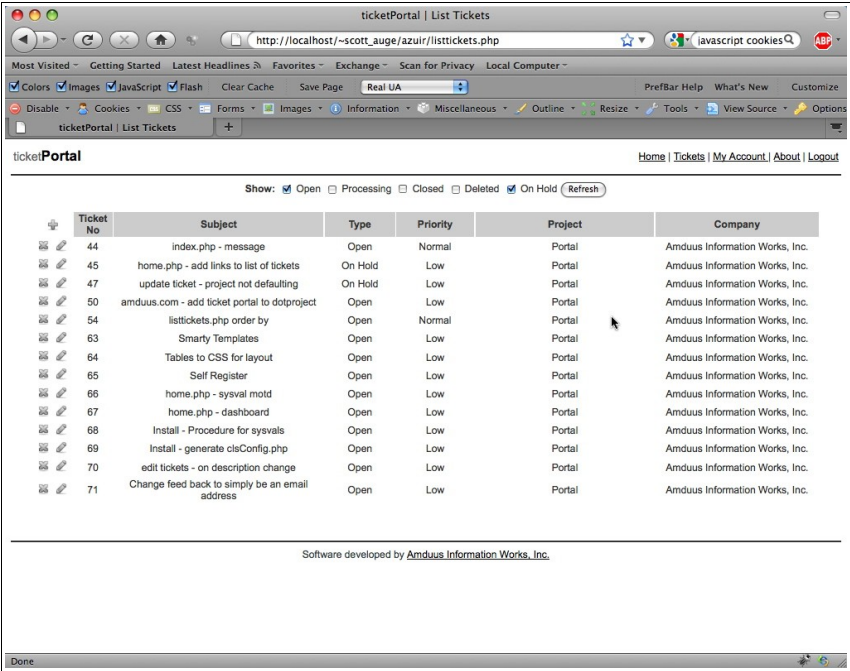 ticketPortal | List Tickets
http://localhost/~scott_auge/azuir/listtickets.php
javascript cookies
ABP
Most Visited Getting Started Latest Headlines Favorites Exchange Scan for Privacy Local Computer
Colors Images JavaScript Flash Clear Cache Save Page Real UA PrefBar Help What's New Customize
Disable Cookies CSS Forms Images Information Miscellaneous Outline Resize Tools View Source Options
ticketPortal | List Tickets
ticketPortal
Home | Tickets | My Account | About | Logout
Show: Open Processing Closed Deleted On Hold Refresh
Ticket No Subject Type Priority Project Company
44 index.php - message Open Normal Portal Amduus Information Works, Inc.
45 home.php - add links to list of tickets On Hold Low Portal Amduus Information Works, Inc.
47 update ticket - project not defaulting On Hold Low Portal Amduus Information Works, Inc.
50 amduus.com - add ticket portal to dotproject Open Low Portal Amduus Information Works, Inc.
54 listtickets.php order by Open Normal Portal Amduus Information Works, Inc.
63 Smarty Templates Open Low Portal Amduus Information Works, Inc.
64 Tables to CSS for layout Open Low Portal Amduus Information Works, Inc.
65 Self Register Open Low Portal Amduus Information Works, Inc.
66 home.php - sysval motd Open Low Portal Amduus Information Works, Inc.
67 home.php - dashboard Open Low Portal Amduus Information Works, Inc.
68 Install - Procedure for sysvals Open Low Portal Amduus Information Works, Inc.
69 Install - generate clsConfig.php Open Low Portal Amduus Information Works, Inc.
70 edit tickets - on description change Open Low Portal Amduus Information Works, Inc.
71 Change feed back to simply be an email address Open Low Portal Amduus Information Works, Inc.
Software developed by Amduus Information Works, Inc.
Done